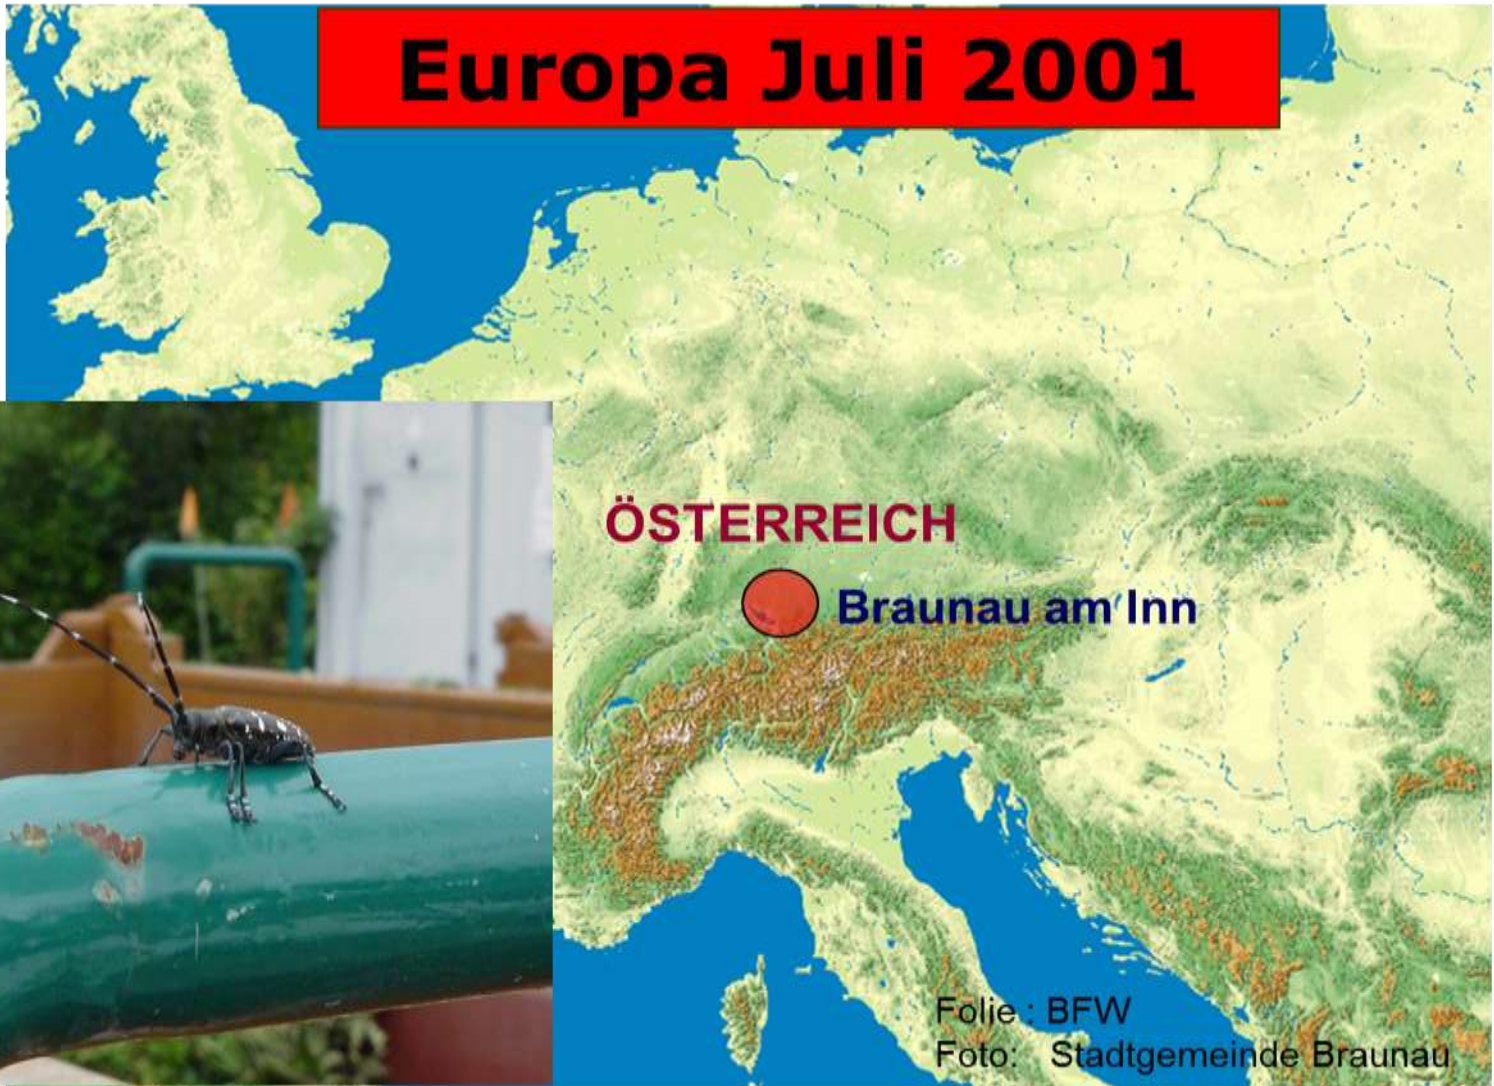 Europa Juli 2001
ÖSTERREICH
Braunau am Inn
Folie : BFW
Foto: Stadtgemeinde Braunau